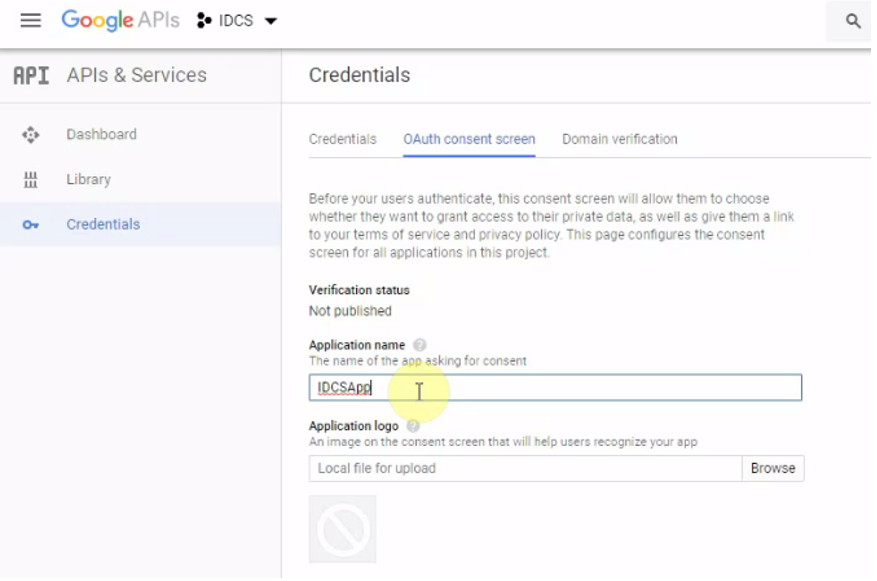 Google APIs IDCS
API APIs & Services
Credentials
Dashboard
Library
Credentials
Credentials OAuth consent screen Domain verification
Before your users authenticate, this consent screen will allow them to choose
whether they want to grant access to their private data, as well as give them a link
to your terms of service and privacy policy. This page configures the consent
screen for all applications in this project.
Verification status
Not published
Application name ?
The name of the app asking for consent
IDCSApp
Application logo ?
An image on the consent screen that will help users recognize your app
Local file for upload Browse